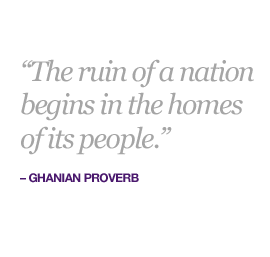 “The ruin of a nation
begins in the homes
of its people.”
– GHANIAN PROVERB